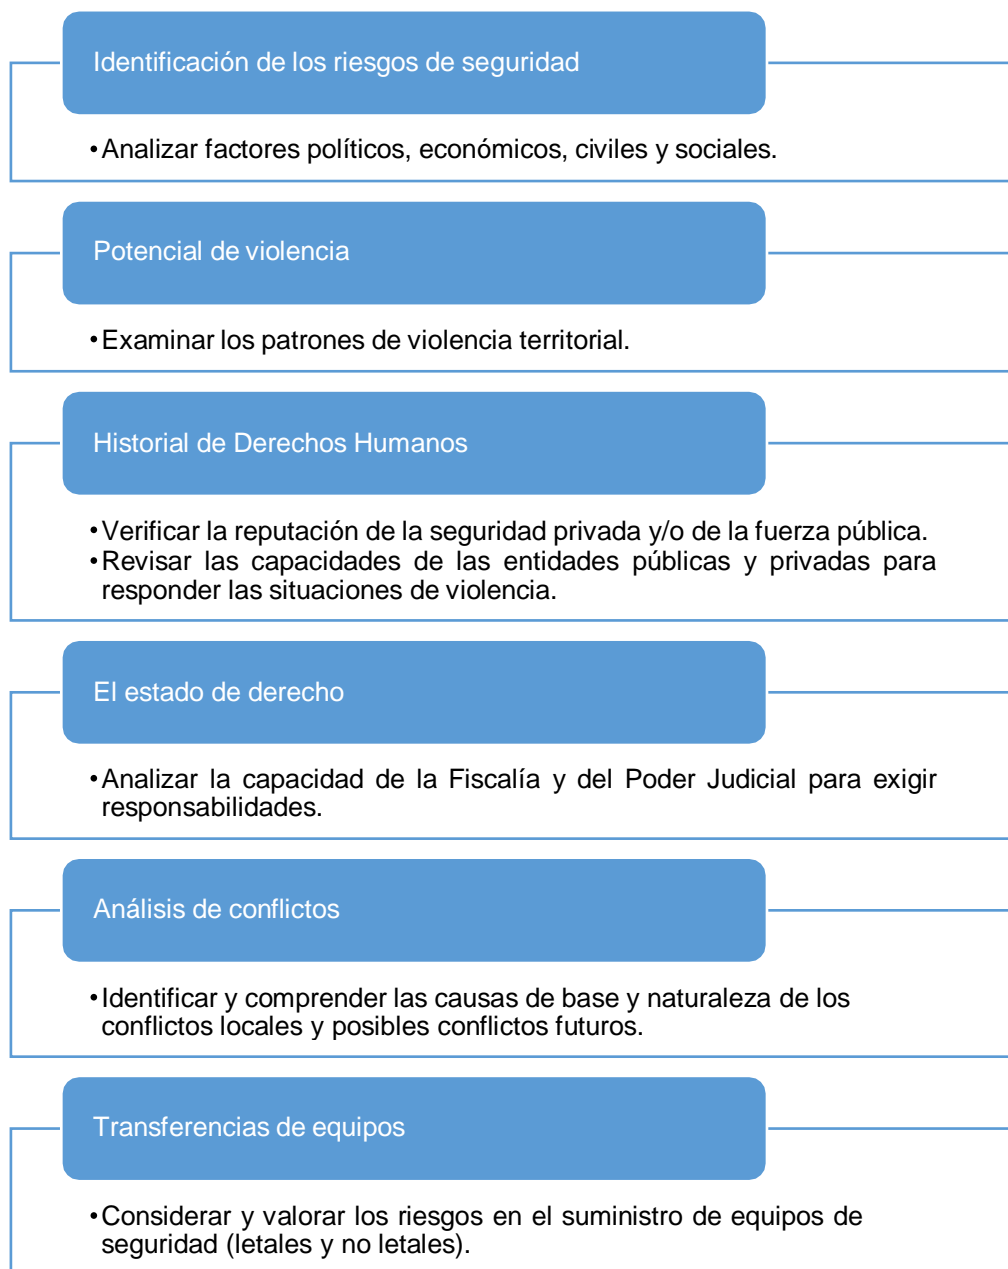 Identificación de los riesgos de seguridad
•Analizar factores políticos, económicos, civiles y sociales.
Potencial de violencia
•Examinar los patrones de violencia territorial.
Historial de Derechos Humanos
•Verificar la reputación de la seguridad privada y/o de la fuerza pública.
•Revisar las capacidades de las entidades públicas y privadas para
responder las situaciones de violencia.
El estado de derecho
•Analizar la capacidad de la Fiscalía y del Poder Judicial para exigir
responsabilidades.
Análisis de conflictos
•Identificar y comprender las causas de base y naturaleza de los
conflictos locales y posibles conflictos futuros.
Transferencias de equipos
•Considerar y valorar los riesgos en el suministro de equipos de
seguridad (letales y no letales).